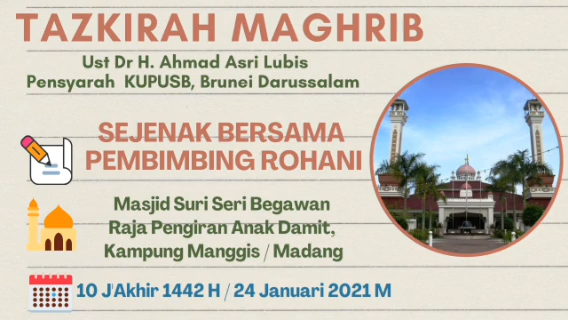 TAZKIRAH MAGHRIB
Ust Dr H. Ahmad Asri Lubis
Pensyarah KUPUSB, Brunei Darussalam
SEJENAK BERSAMA
PEMBIMBING ROHANI
Masjid Suri Seri Begawan
Raja Pengiran Anak Damit,
Kampung Manggis / Madang
10 J'Akhir 1442 H / 24 Januari 2021 M